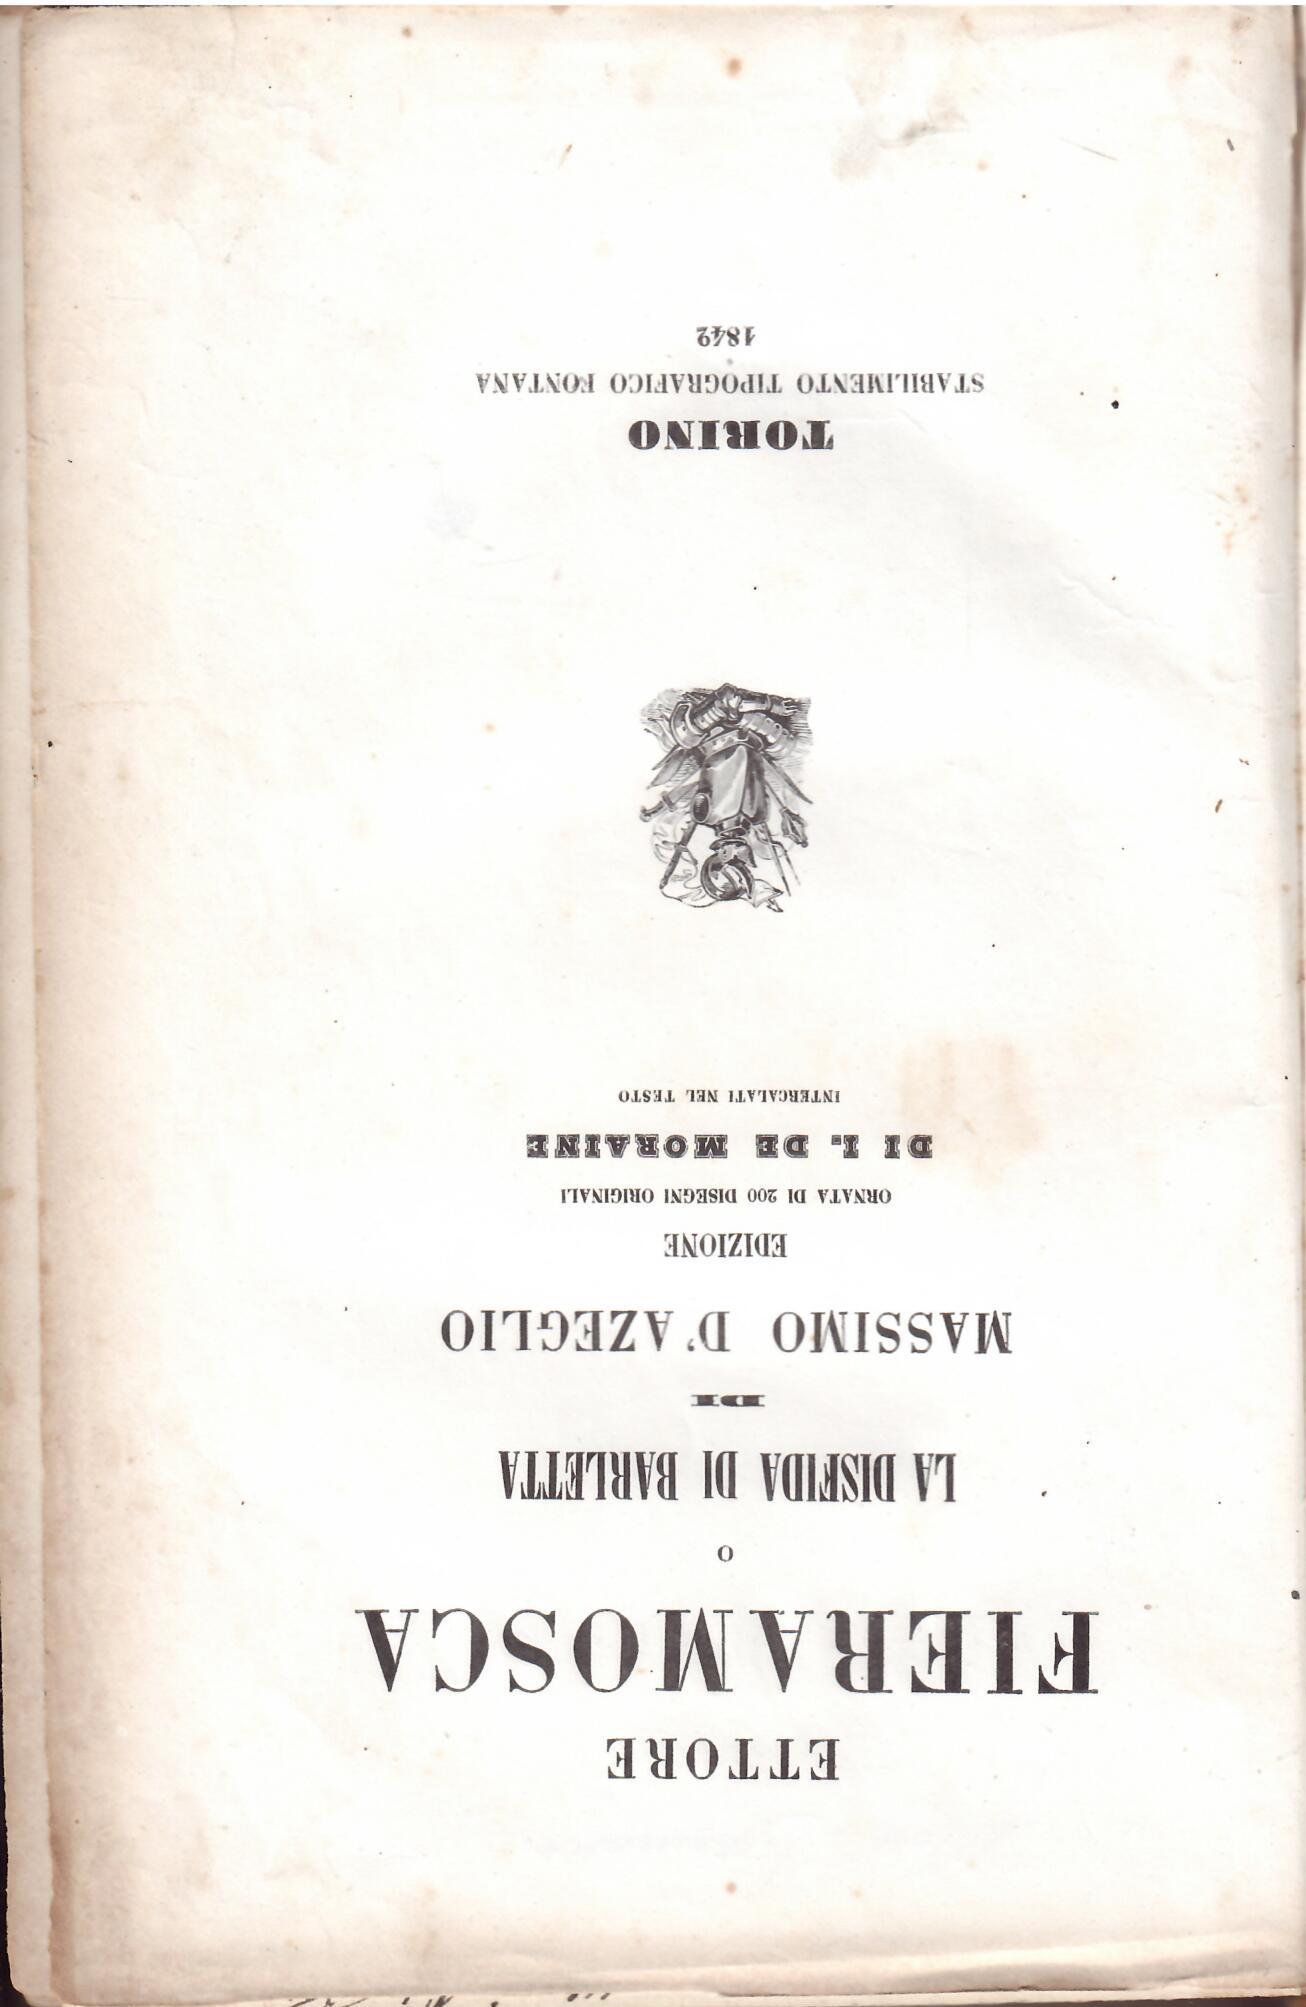 ETTORE
FIERAMOSCA
O
LA DISFIDA DI BARLETTA
DI
MASSIMO D'AZEGLIO
EDIZIONE
ORNATA DI 200 DISEGNI ORIGINALI
DI L. DE MORAINE
INTERCALATI NEL TESTO
TORINO
STABILIMENTO TIPOGRAFICO FONTANA
1842